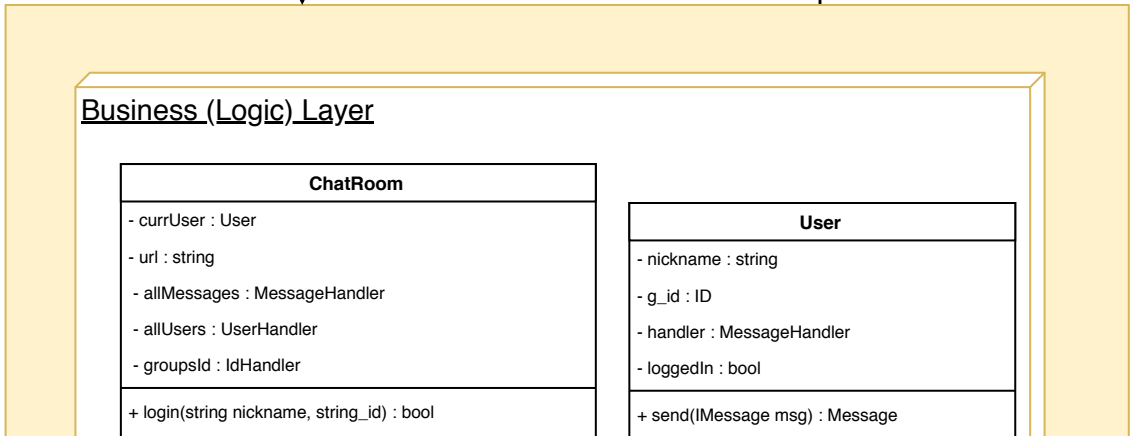 Business (Logic) Layer
ChatRoom
- currUser : User
- url : string
- allMessages : MessageHandler
- allUsers : UserHandler
- groupsId : IdHandler
+ login(string nickname, string_id) : bool
User
- nickname : string
- g_id : ID
- handler : MessageHandler
- loggedIn : bool
+ send(IMessage msg) : Message